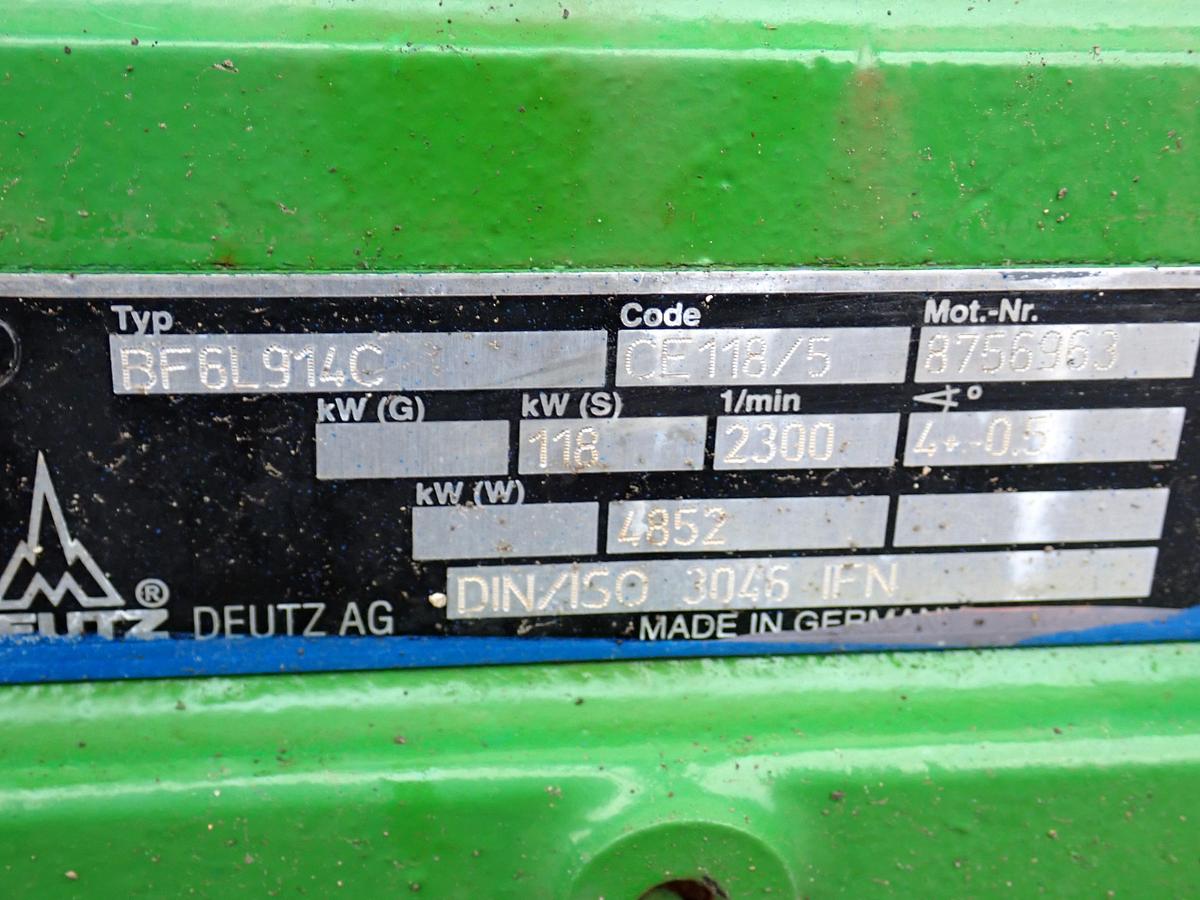 Typ Code Mot.-Nr.
BF6L914C CE118/5 8756963
kW (G) kW (S) 1/min °
118 2300 4+-0.5
kW (W)
4852
DIN/ISO 3046 IFN
® DEUTZ AG MADE IN GERMANY
DEUTZ